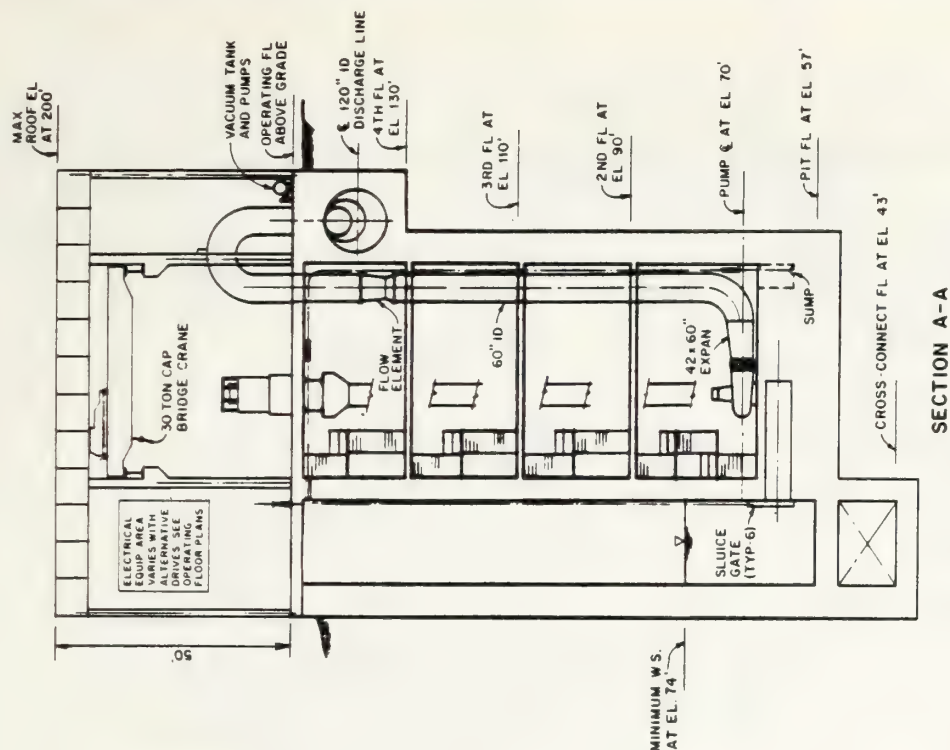 MAX
ROOF EL
AT 200'
VACUUM TANK
AND PUMPS
OPERATING FL
ABOVE GRADE
℄ 120" ID
DISCHARGE LINE
4TH FL AT
EL 130'
3RD FL AT
EL 110'
2ND FL AT
EL 90'
PUMP ℄ AT EL 70'
PIT FL AT EL 57'
CROSS-CONNECT FL AT EL 43'
30 TON CAP
BRIDGE CRANE
ELECTRICAL
EQUIP AREA
VARIES WITH
ALTERNATIVE
DRIVES SEE
OPERATING
FLOOR PLANS
50'
FLOW
ELEMENT
60" ID
42 x 60"
EXPAN
SUMP
SLUICE
GATE
(TYP-6)
MINIMUM W.S.
AT EL. 74'
SECTION A-A